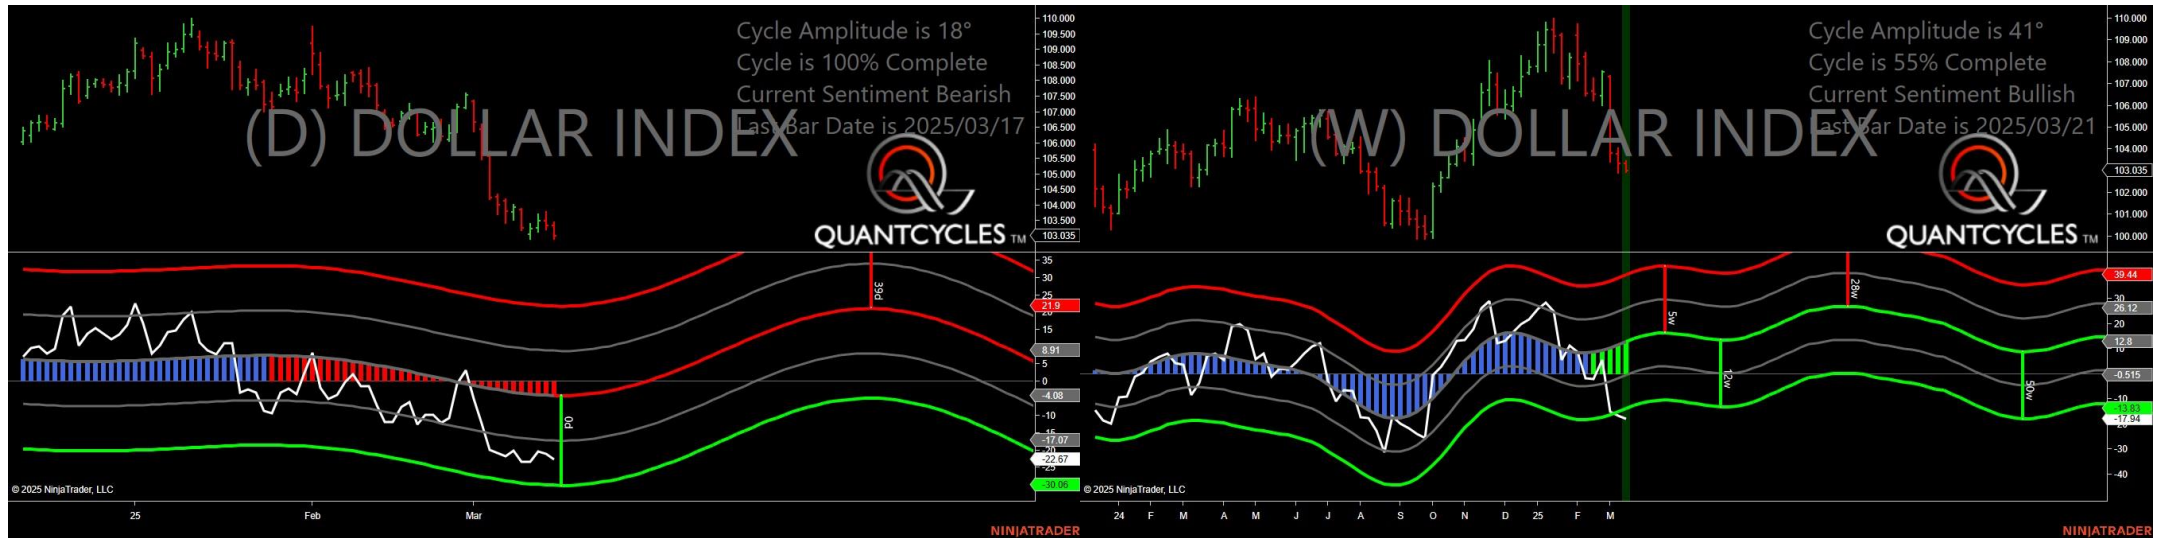 Cycle Amplitude is 18°
Cycle is 100% Complete
Current Sentiment Bearish
Last Bar Date is 2025/03/17
(D) DOLLAR INDEX
QUANTCYCLES TM
110.000
109.500
109.000
108.500
108.000
107.500
107.000
106.500
106.000
105.500
105.000
104.500
104.000
103.500
103.035
35
30
25
21.9
20
15
8.91
5
0
-4.08
-10
-17.07
-20
-22.67
-25
-30.06
39d
0d
© 2025 NinjaTrader, LLC
25 Feb Mar
NINJATRADER
Cycle Amplitude is 41°
Cycle is 55% Complete
Current Sentiment Bullish
Last Bar Date is 2025/03/21
(W) DOLLAR INDEX
QUANTCYCLES TM
110.000
109.000
108.000
107.000
106.000
105.000
104.000
103.035
102.000
101.000
100.000
39.44
30
26.12
20
12.8
10
-0.515
-10
-13.83
-17.94
-30
-40
5w
12w
28w
50w
© 2025 NinjaTrader, LLC
24 F M A M J J A S O N D 25 F M
NINJATRADER